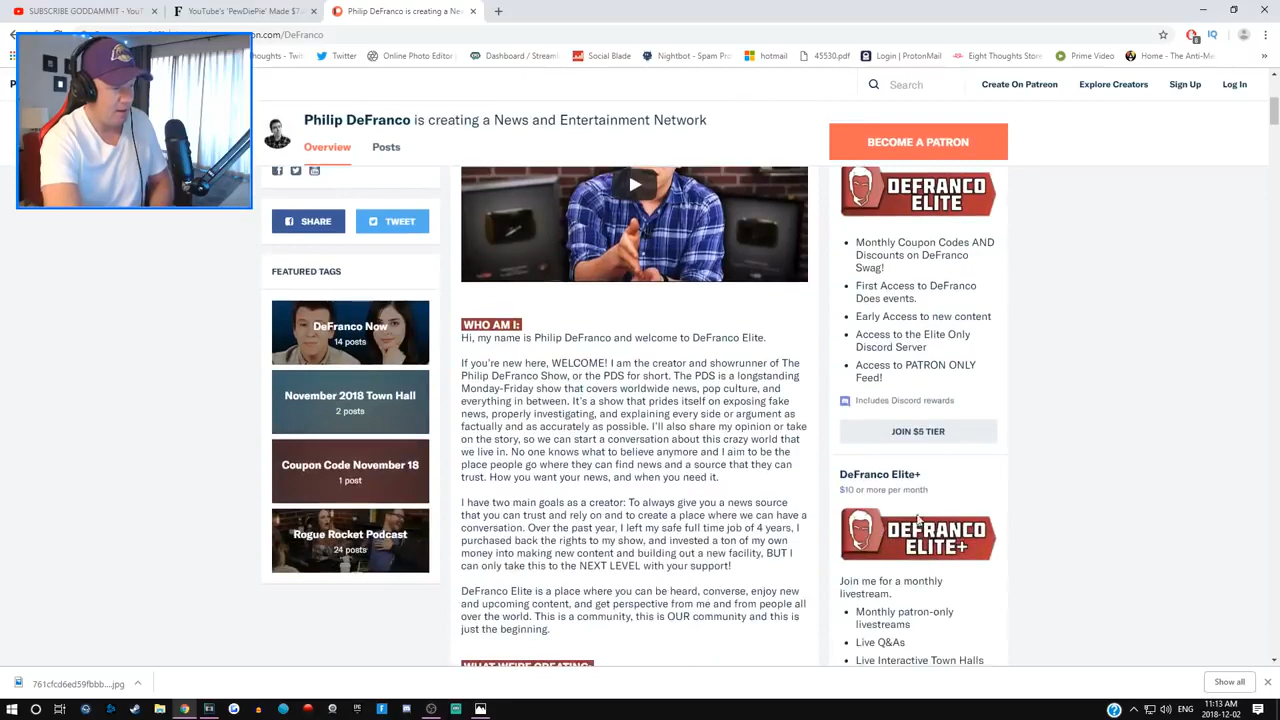 SUBSCRIBE GODDAMMIT - YouT
YouTube's 'PewDiePie' Made $7.
Philip DeFranco is creating a Ne
on.com/DeFranco
Twitter
Online Photo Editor
Dashboard / Streaml
Social Blade
Nightbot - Spam Pro
hotmail
45530.pdf
Login | ProtonMail
Eight Thoughts Store
Prime Video
Home - The Anti-Me
Search
Create On Patreon
Explore Creators
Sign Up
Log In
Philip DeFranco is creating a News and Entertainment Network
Overview
Posts
BECOME A PATRON
SHARE
TWEET
FEATURED TAGS
DeFranco Now
14 posts
November 2018 Town Hall
2 posts
Coupon Code November 18
1 post
Rogue Rocket Podcast
24 posts
WHO AM I:
Hi, my name is Philip DeFranco and welcome to DeFranco Elite.
If you're new here, WELCOME! I am the creator and showrunner of The
Philip DeFranco Show, or the PDS for short. The PDS is a longstanding
Monday-Friday show that covers worldwide news, pop culture, and
everything in between. It's a show that prides itself on exposing fake
news, properly investigating, and explaining every side or argument as
factually and as accurately as possible. I'll also share my opinion or take
on the story, so we can start a conversation about this crazy world that
we live in. No one knows what to believe anymore and I aim to be the
place people go where they can find news and a source that they can
trust. How you want your news, and when you need it.
I have two main goals as a creator: To always give you a news source
that you can trust and rely on and to create a place where we can have a
conversation. Over the past year, I left my safe full time job of 4 years, I
purchased back the rights to my show, and invested a ton of my own
money into making new content and building out a new facility, BUT I
can only take this to the NEXT LEVEL with your support!
DeFranco Elite is a place where you can be heard, converse, enjoy new
and upcoming content, and get perspective from me and from people all
over the world. This is a community, this is OUR community and this is
just the beginning.
WHAT WE'RE CREATING:
DEFRANCO
ELITE
Monthly Coupon Codes AND
Discounts on DeFranco
Swag!
First Access to DeFranco
Does events.
Early Access to new content
Access to the Elite Only
Discord Server
Access to PATRON ONLY
Feed!
Includes Discord rewards
JOIN $5 TIER
DeFranco Elite+
$10 or more per month
DEFRANCO
ELITE+
Join me for a monthly
livestream.
Monthly patron-only
livestreams
Live Q&As
Live Interactive Town Halls
761cfcd6ed59fbbb....jpg
Show all
ENG
11:13 AM
2018-12-02